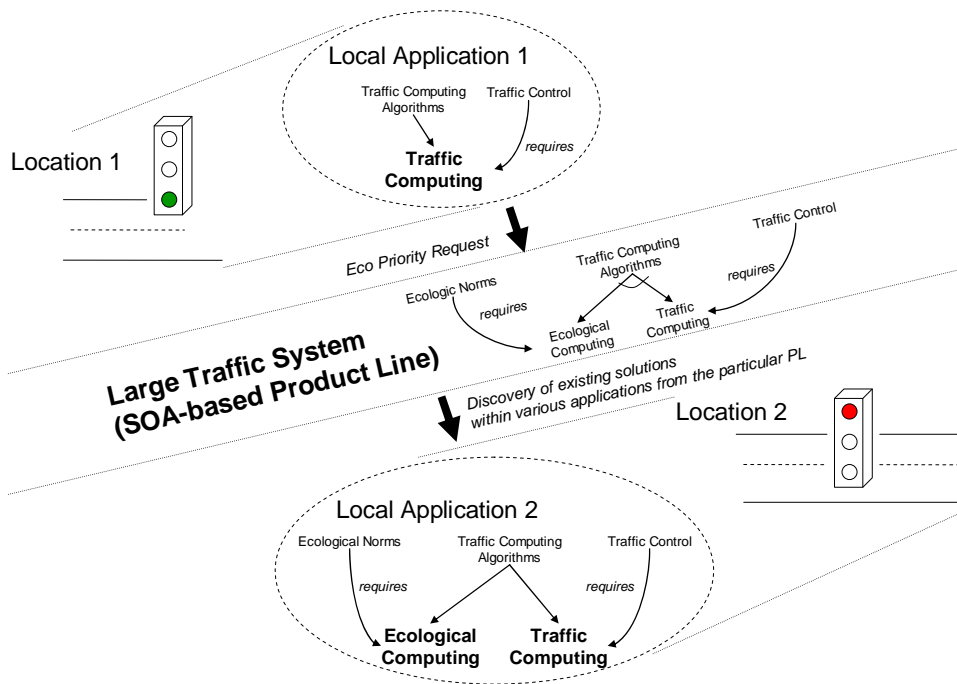 Local Application 1
Traffic Computing
Algorithms
Traffic Control
requires
Traffic
Computing
Location 1
Eco Priority Request
Traffic Control
Traffic Computing
Algorithms
requires
Ecologic Norms
requires
Ecological
Computing
Traffic
Computing
Large Traffic System
(SOA-based Product Line)
Discovery of existing solutions
within various applications from the particular PL
Location 2
Local Application 2
Ecological Norms
Traffic Computing
Algorithms
Traffic Control
requires
requires
Ecological
Computing
Traffic
Computing